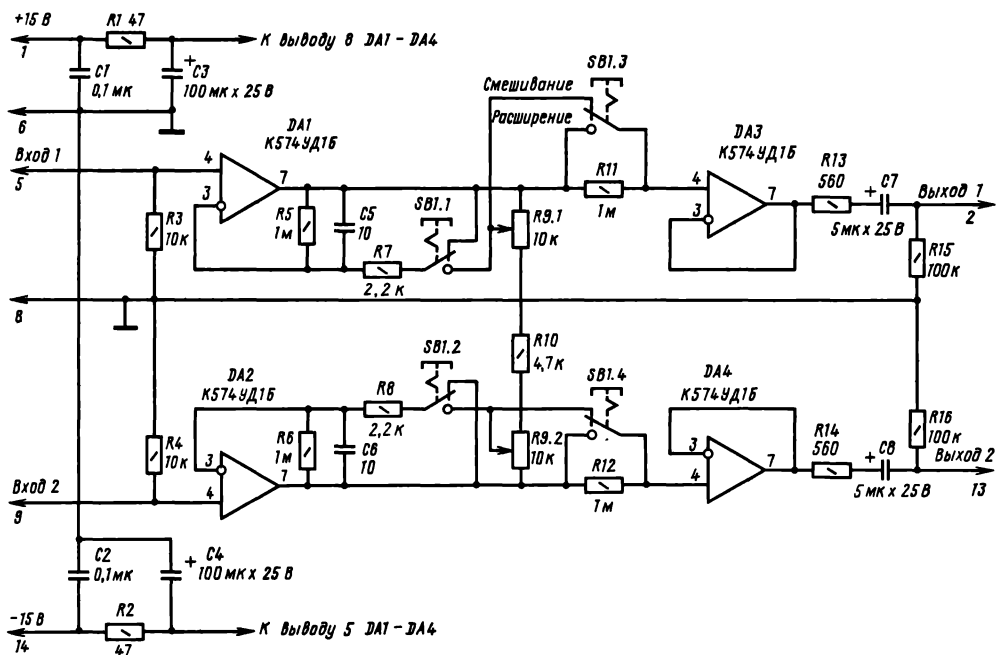 +15 В
R1 47
К выводу 8 DA1 - DA4
1
C1
0,1 мк
+
C3
100 мк х 25 В
6
Вход 1
5
DA1
К574УД1Б
4
3
7
R3
10 к
R5
1 м
C5
10
R7
2,2 к
SB1.1
Смешивание
Расширение
SB1.3
R9.1
10 к
R11
1 м
DA3
К574УД1Б
4
3
7
R13
560
+
C7
5 мк х 25 В
Выход 1
2
R15
100 к
8
R10
4,7 к
DA2
К574УД1Б
R8
2,2 к
SB1.2
SB1.4
DA4
К574УД1Б
R4
10 к
R6
1 м
C6
10
3
4
7
R9.2
10 к
R12
1 м
3
4
7
R14
560
+
C8
5 мк х 25 В
R16
100 к
Выход 2
13
Вход 2
9
C2
0,1 мк
+
C4
100 мк х 25 В
-15 В
14
R2
47
К выводу 5 DA1 - DA4